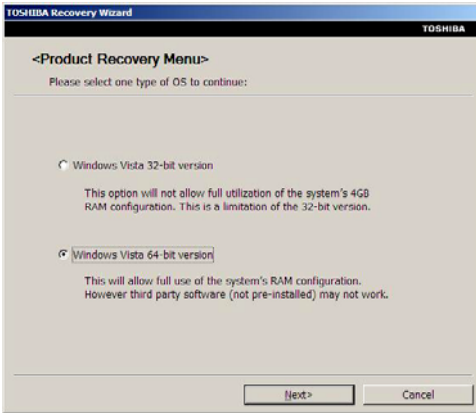 TOSHIBA Recovery Wizard
TOSHIBA
<Product Recovery Menu>
Please select one type of OS to continue:
Windows Vista 32-bit version
This option will not allow full utilization of the system's 4GB
RAM configuration. This is a limitation of the 32-bit version.
Windows Vista 64-bit version
This will allow full use of the system's RAM configuration.
However third party software (not pre-installed) may not work.
Next>
Cancel